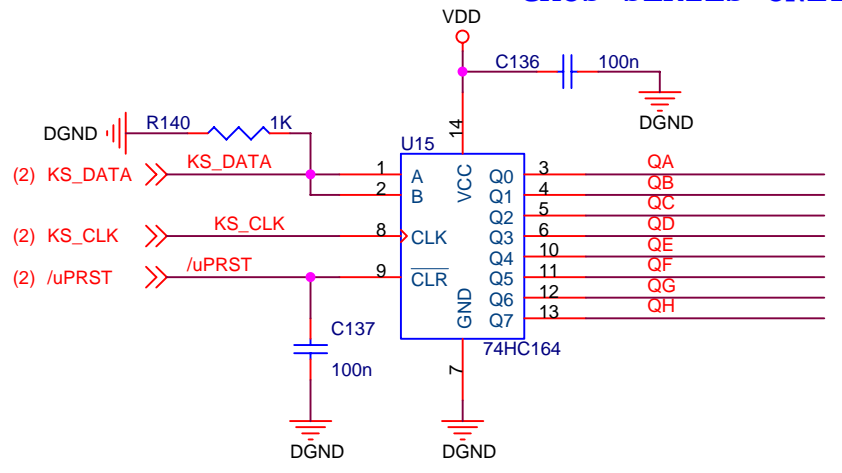 VDD
C136 100n
DGND
DGND R140 1K
14
U15
(2) KS_DATA KS_DATA 1 A VCC Q0 3 QA
2 B Q1 4 QB
Q2 5 QC
(2) KS_CLK KS_CLK 8 CLK Q3 6 QD
Q4 10 QE
(2) /uPRST /uPRST 9 CLR Q5 11 QF
Q6 12 QG
GND Q7 13 QH
C137
100n
74HC164
7
DGND
DGND